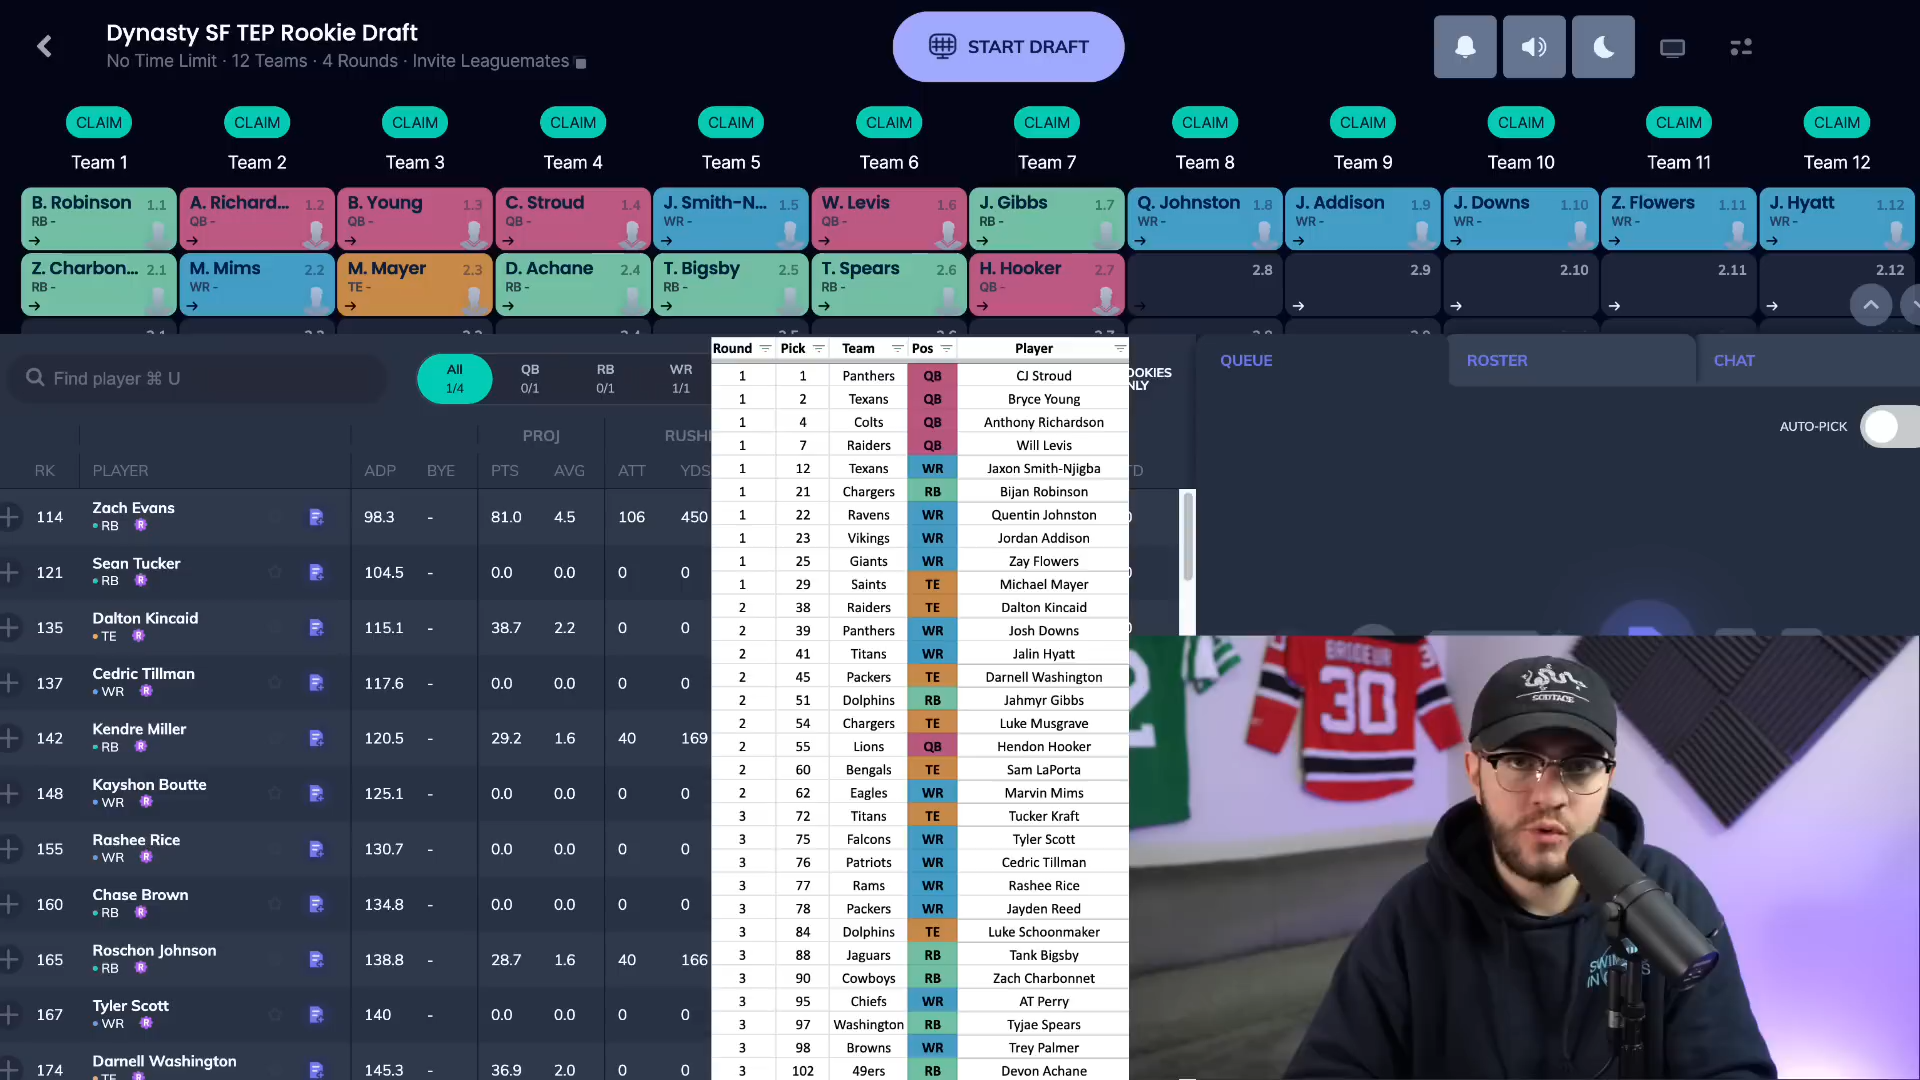 Dynasty SF TEP Rookie Draft
No Time Limit · 12 Teams · 4 Rounds · Invite Leaguemates
START DRAFT
CLAIM CLAIM CLAIM CLAIM CLAIM CLAIM CLAIM CLAIM CLAIM CLAIM CLAIM CLAIM
Team 1 Team 2 Team 3 Team 4 Team 5 Team 6 Team 7 Team 8 Team 9 Team 10 Team 11 Team 12
B. Robinson 1.1 A. Richard... 1.2 B. Young 1.3 C. Stroud 1.4 J. Smith-N... 1.5 W. Levis 1.6 J. Gibbs 1.7 Q. Johnston 1.8 J. Addison 1.9 J. Downs 1.10 Z. Flowers 1.11 J. Hyatt 1.12
RB - QB - QB - QB - WR - QB - RB - WR - WR - WR - WR - WR -
Z. Charbon... 2.1 M. Mims 2.2 M. Mayer 2.3 D. Achane 2.4 T. Bigsby 2.5 T. Spears 2.6 H. Hooker 2.7 2.8 2.9 2.10 2.11 2.12
RB - WR - TE - RB - RB - RB - QB -
Find player ⌘ U
All QB RB WR
1/4 0/1 0/1 1/1
PROJ
RK PLAYER ADP BYE PTS AVG ATT YDS
114 Zach Evans 98.3 - 81.0 4.5 106 450
RB R
121 Sean Tucker 104.5 - 0.0 0.0 0 0
RB R
135 Dalton Kincaid 115.1 - 38.7 2.2 0 0
TE R
137 Cedric Tillman 117.6 - 0.0 0.0 0 0
WR R
142 Kendre Miller 120.5 - 29.2 1.6 40 169
RB R
148 Kayshon Boutte 125.1 - 0.0 0.0 0 0
WR R
155 Rashee Rice 130.7 - 0.0 0.0 0 0
WR R
160 Chase Brown 134.8 - 0.0 0.0 0 0
RB R
165 Roschon Johnson 138.8 - 28.7 1.6 40 166
RB R
167 Tyler Scott 140 - 0.0 0.0 0 0
WR R
174 Darnell Washington 145.3 - 36.9 2.0 0 0
Round Pick Team Pos Player
1 1 Panthers QB CJ Stroud
1 2 Texans QB Bryce Young
1 4 Colts QB Anthony Richardson
1 7 Raiders QB Will Levis
1 12 Texans WR Jaxon Smith-Njigba
1 21 Chargers RB Bijan Robinson
1 22 Ravens WR Quentin Johnston
1 23 Vikings WR Jordan Addison
1 25 Giants WR Zay Flowers
1 29 Saints TE Michael Mayer
2 38 Raiders TE Dalton Kincaid
2 39 Panthers WR Josh Downs
2 41 Titans WR Jalin Hyatt
2 45 Packers TE Darnell Washington
2 51 Dolphins RB Jahmyr Gibbs
2 54 Chargers TE Luke Musgrave
2 55 Lions QB Hendon Hooker
2 60 Bengals TE Sam LaPorta
2 62 Eagles WR Marvin Mims
3 72 Titans TE Tucker Kraft
3 75 Falcons WR Tyler Scott
3 76 Patriots WR Cedric Tillman
3 77 Rams WR Rashee Rice
3 78 Packers WR Jayden Reed
3 84 Dolphins TE Luke Schoonmaker
3 88 Jaguars RB Tank Bigsby
3 90 Cowboys RB Zach Charbonnet
3 95 Chiefs WR AT Perry
3 97 Washington RB Tyjae Spears
3 98 Browns WR Trey Palmer
3 102 49ers RB Devon Achane
QUEUE ROSTER CHAT
AUTO-PICK
30